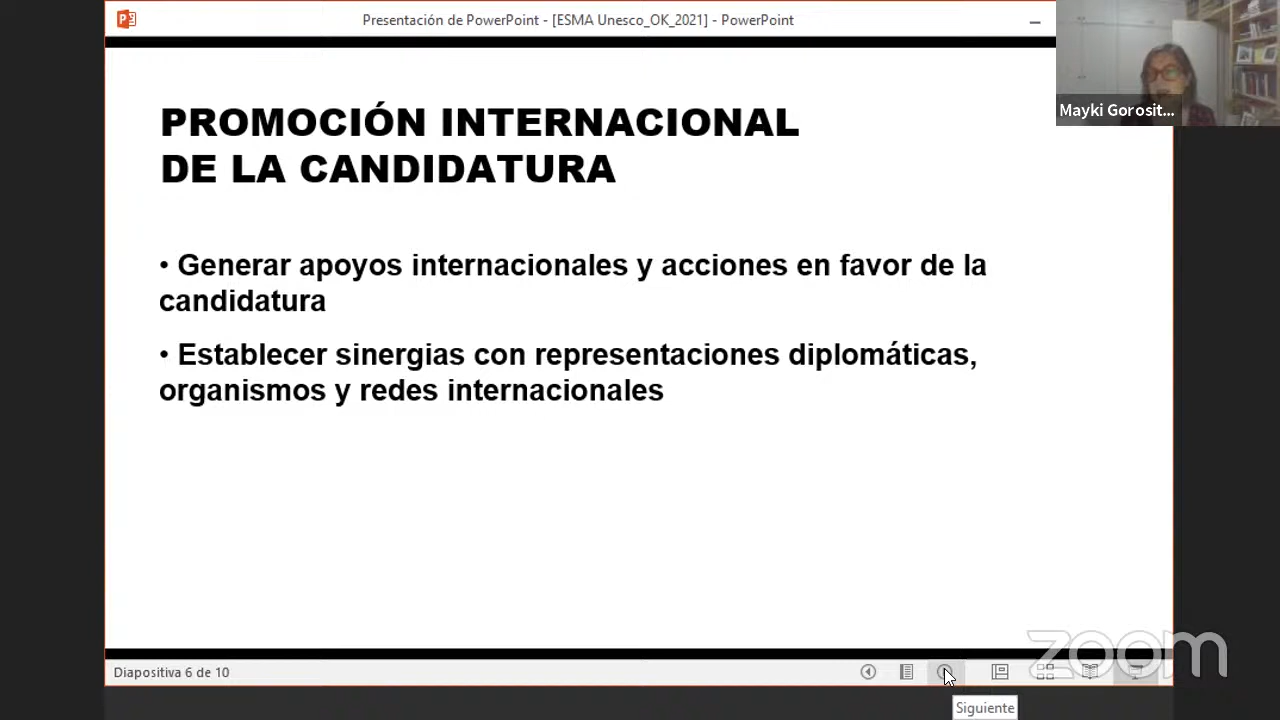 Presentación de PowerPoint - [ESMA Unesco_OK_2021] - PowerPoint
Mayki Gorosit...
PROMOCIÓN INTERNACIONAL
DE LA CANDIDATURA
• Generar apoyos internacionales y acciones en favor de la
candidatura
• Establecer sinergias con representaciones diplomáticas,
organismos y redes internacionales
zoom
Diapositiva 6 de 10
Siguiente